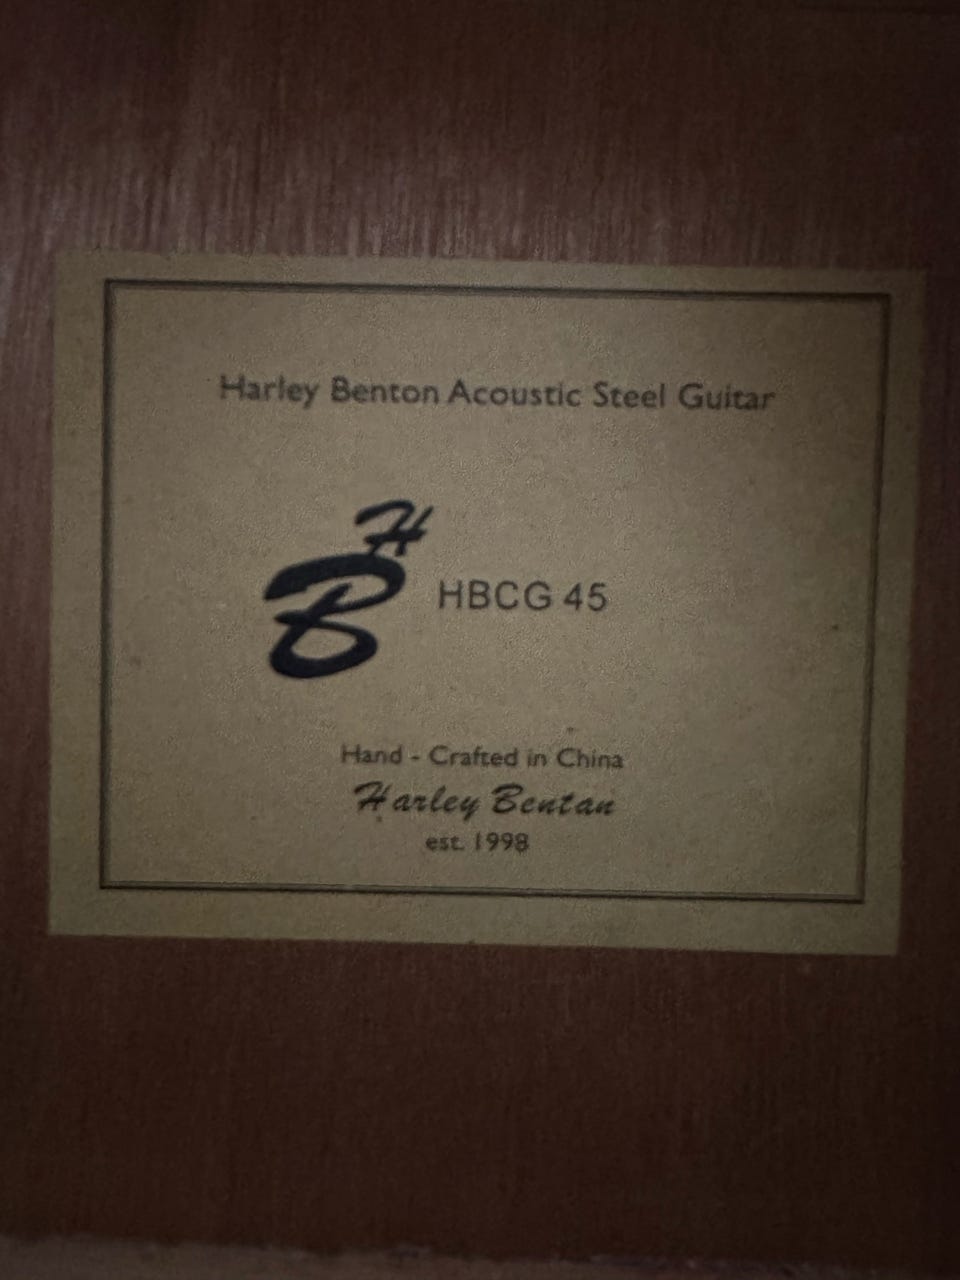 Harley Benton Acoustic Steel Guitar
HB HBCG 45
Hand - Crafted in China
Harley Bentan
est. 1998